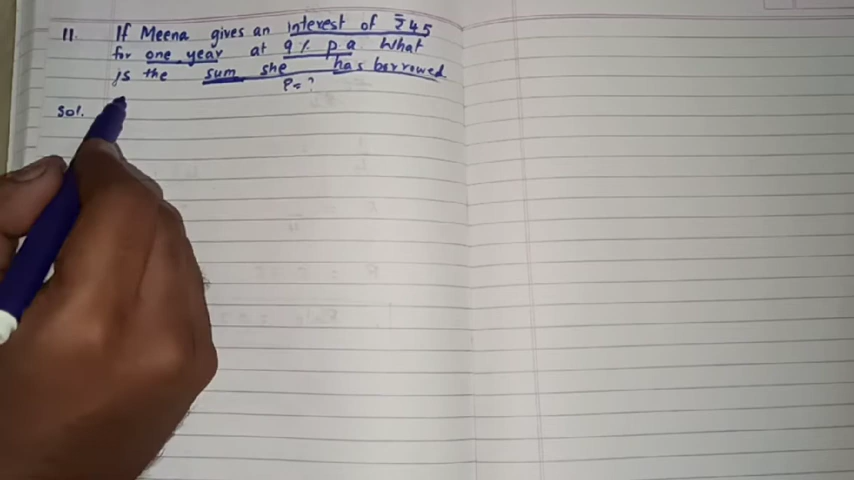 11. If Meena gives an interest of ₹45
for one year at 9% p a What
is the sum she has borrowed
P=?
Sol.